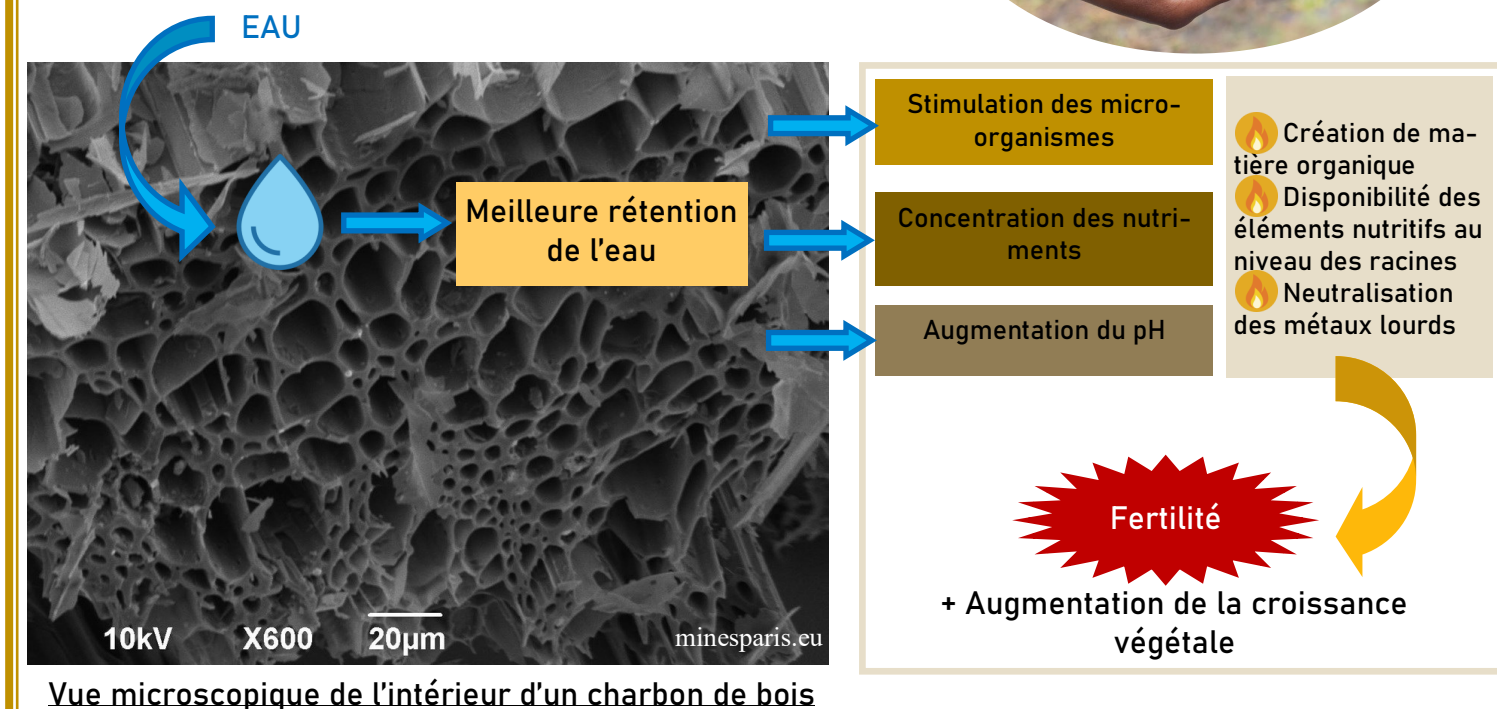 EAU
Meilleure rétention
de l'eau
10kV X600 20µm
minesparis.eu
Vue microscopique de l'intérieur d'un charbon de bois
Stimulation des micro-
organismes
Concentration des nutri-
ments
Augmentation du pH
Création de ma-
tière organique
Disponibilité des
éléments nutritifs au
niveau des racines
Neutralisation
des métaux lourds
Fertilité
+ Augmentation de la croissance
végétale